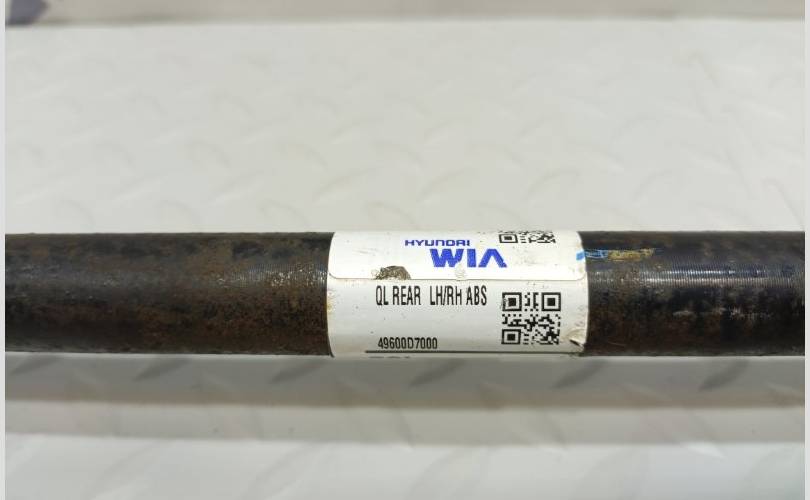 HYUNDAI
WIA
QL REAR LH/RH ABS
49600D7000